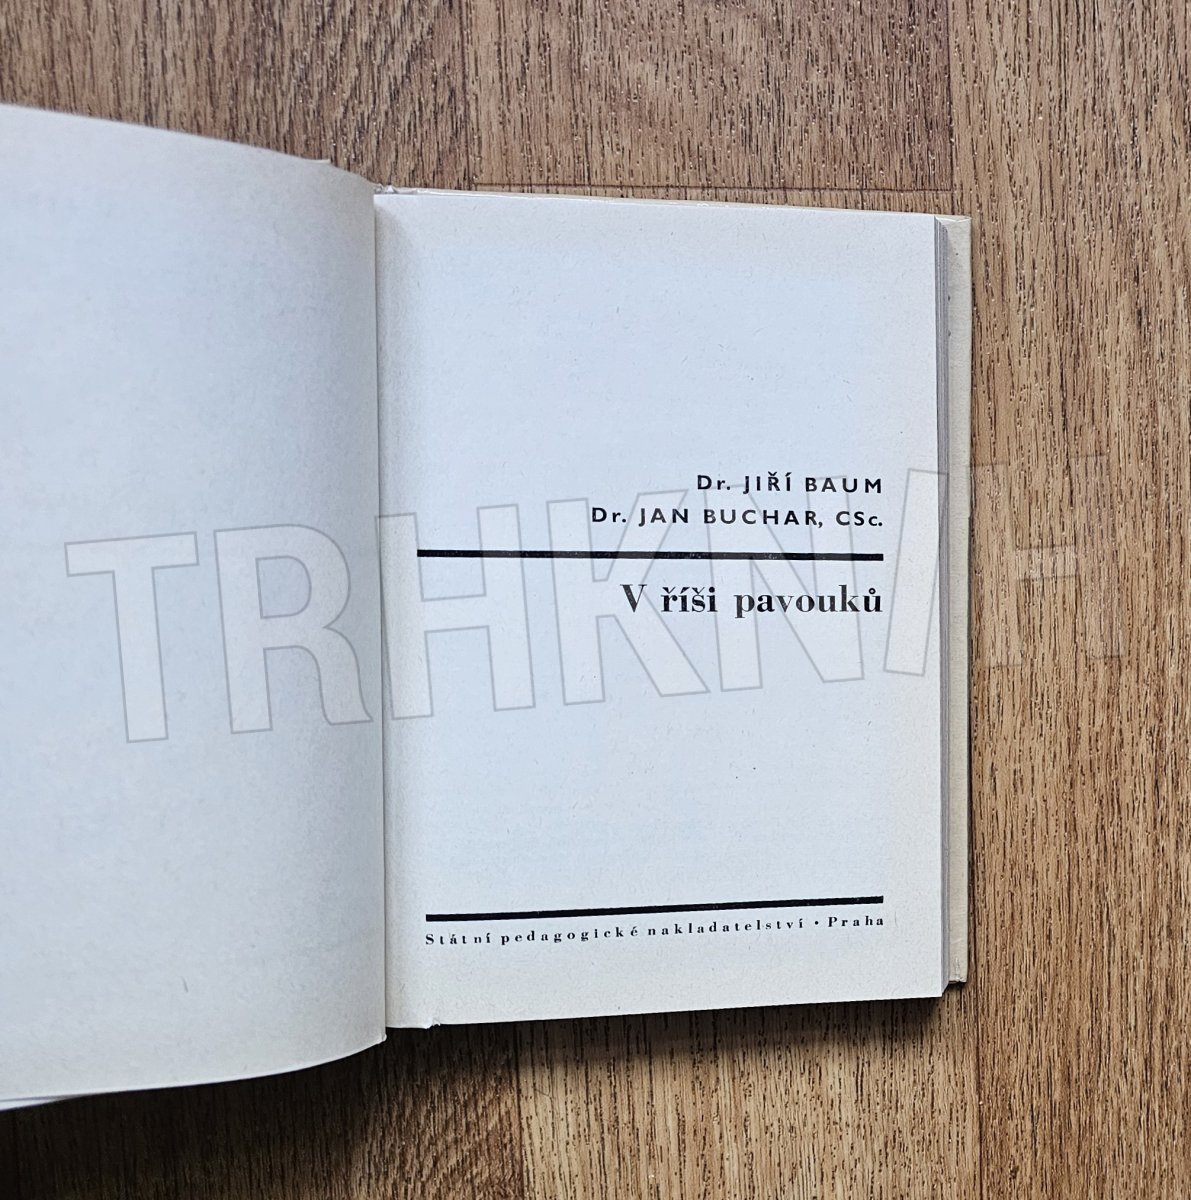 Dr. JIŘÍ BAUM
Dr. JAN BUCHAR, CSc.
V říši pavouků
Státní pedagogické nakladatelství • Praha
TRHKNIH